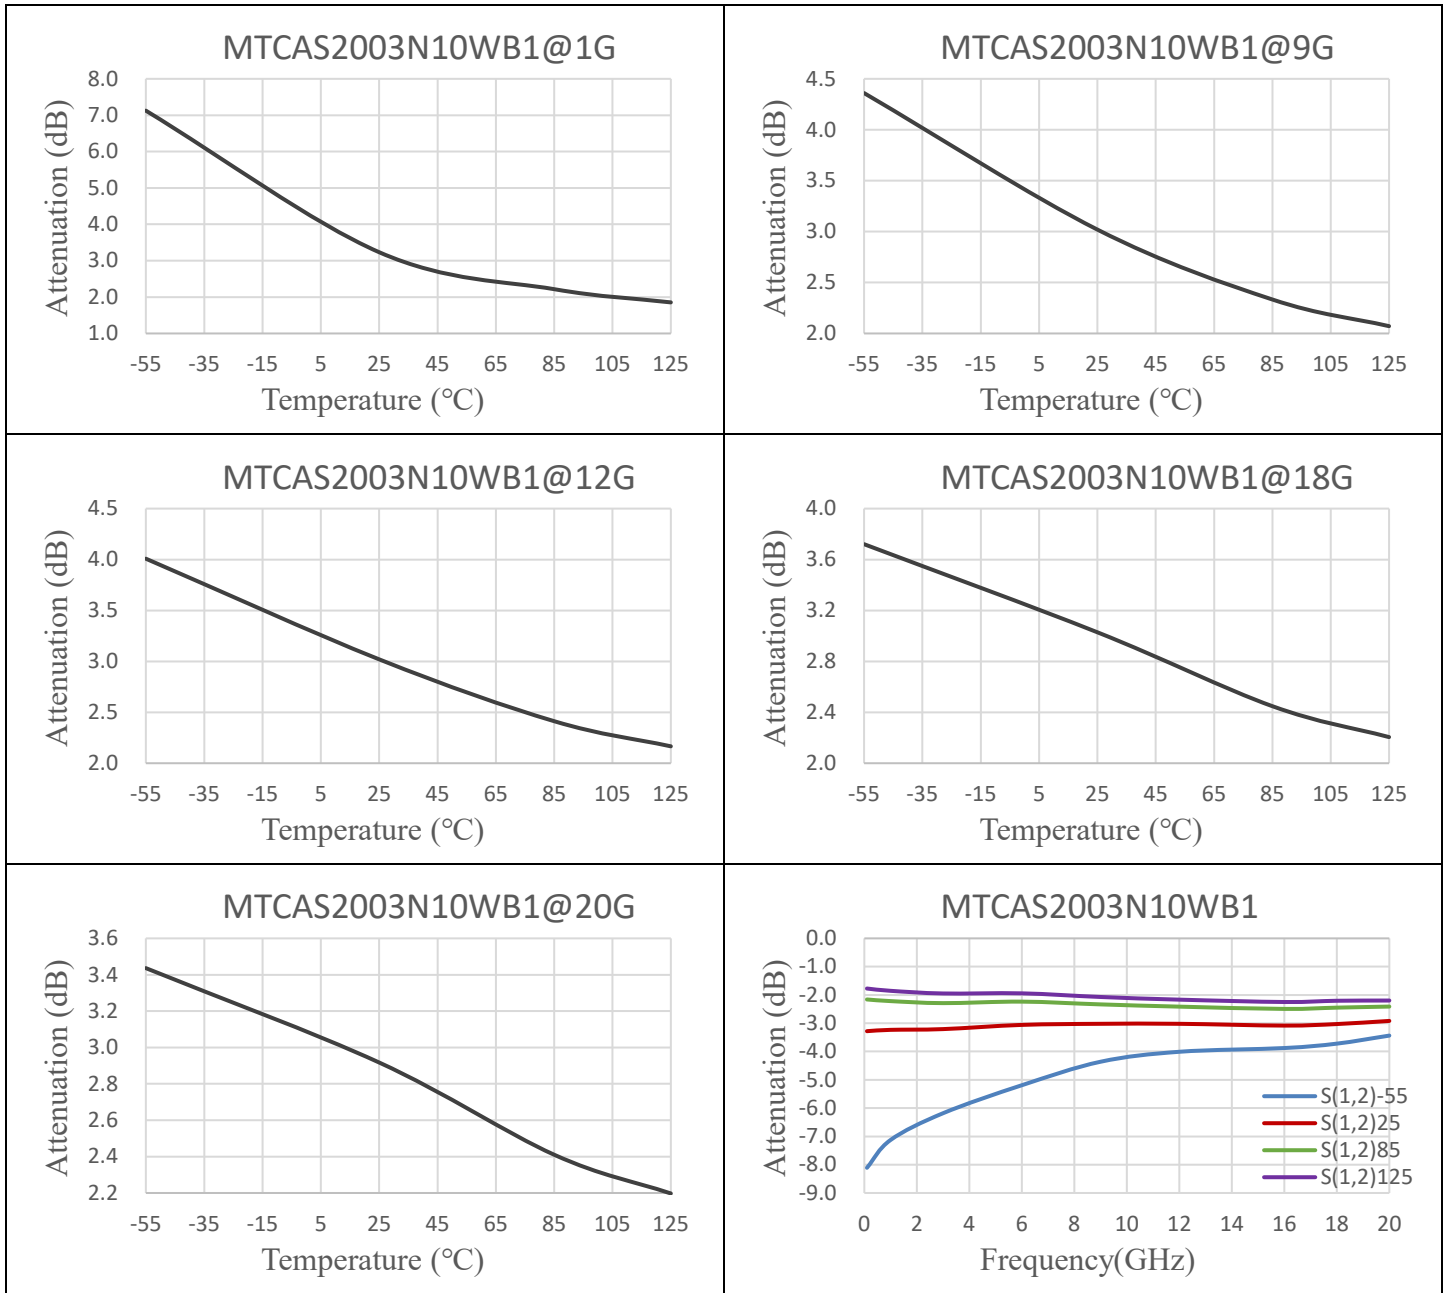 MTCAS2003N10WB1@1G
Attenuation (dB)
8.0
7.0
6.0
5.0
4.0
3.0
2.0
1.0
-55 -35 -15 5 25 45 65 85 105 125
Temperature (℃)
MTCAS2003N10WB1@9G
Attenuation (dB)
4.5
4.0
3.5
3.0
2.5
2.0
-55 -35 -15 5 25 45 65 85 105 125
Temperature (℃)
MTCAS2003N10WB1@12G
Attenuation (dB)
4.5
4.0
3.5
3.0
2.5
2.0
-55 -35 -15 5 25 45 65 85 105 125
Temperature (℃)
MTCAS2003N10WB1@18G
Attenuation (dB)
4.0
3.6
3.2
2.8
2.4
2.0
-55 -35 -15 5 25 45 65 85 105 125
Temperature (℃)
MTCAS2003N10WB1@20G
Attenuation (dB)
3.6
3.4
3.2
3.0
2.8
2.6
2.4
2.2
-55 -35 -15 5 25 45 65 85 105 125
Temperature (℃)
MTCAS2003N10WB1
Attenuation (dB)
0.0
-1.0
-2.0
-3.0
-4.0
-5.0
-6.0
-7.0
-8.0
-9.0
S(1,2)-55
S(1,2)25
S(1,2)85
S(1,2)125
0 2 4 6 8 10 12 14 16 18 20
Frequency(GHz)